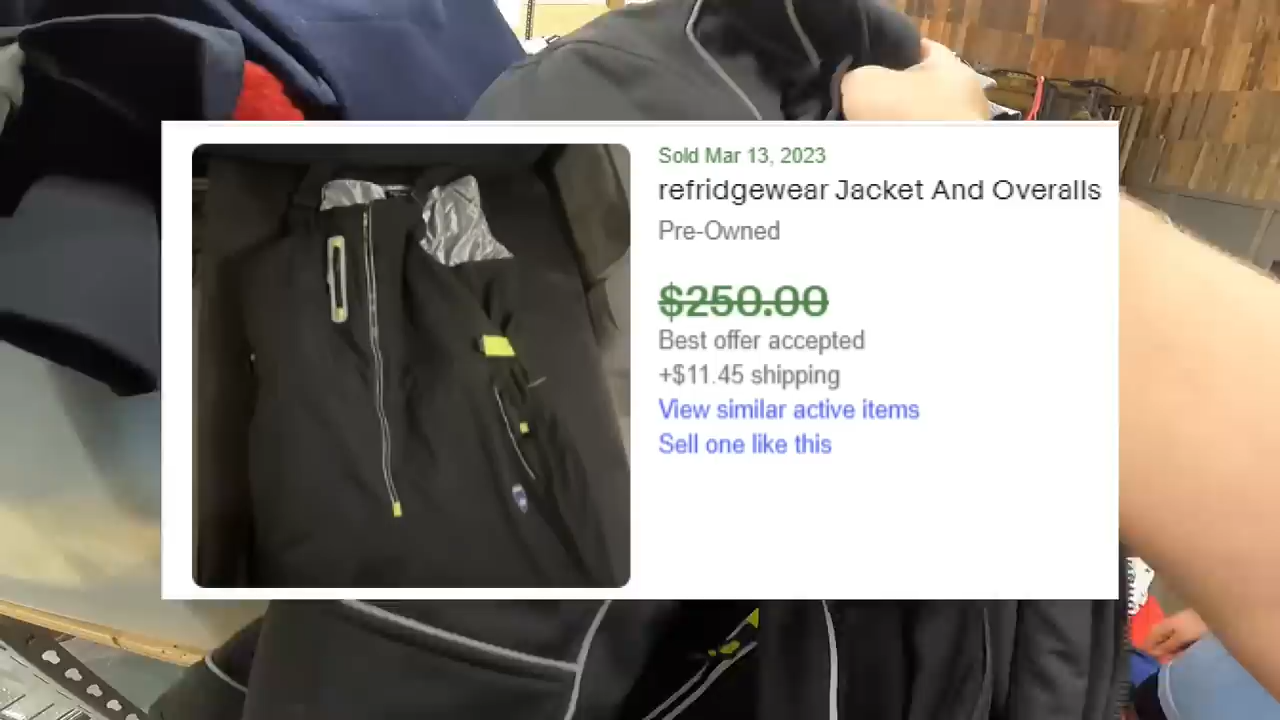 Sold Mar 13, 2023
refridgewear Jacket And Overalls
Pre-Owned
$250.00
Best offer accepted
+$11.45 shipping
View similar active items
Sell one like this